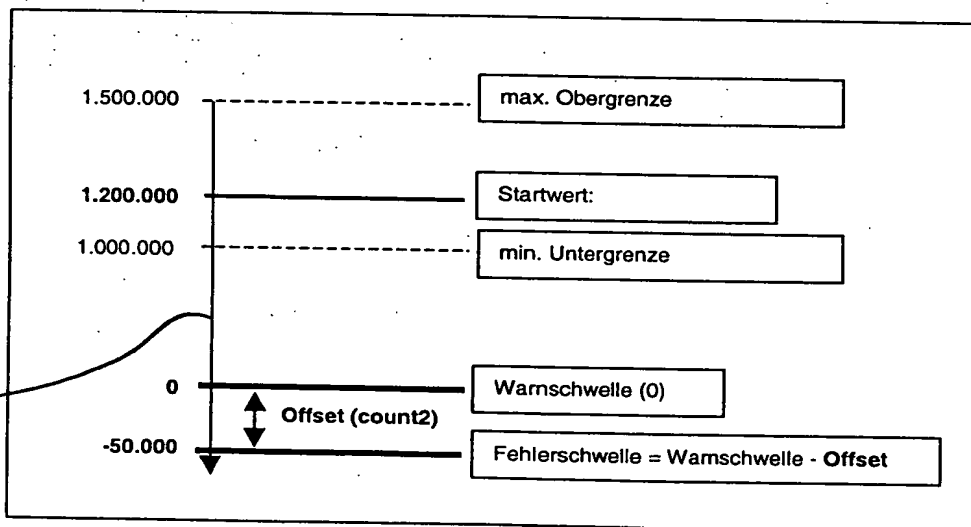 1.500.000 max. Obergrenze
1.200.000 Startwert:
1.000.000 min. Untergrenze
0 Warnschwelle (0)
Offset (count2)
-50.000 Fehlerschwelle = Warnschwelle - Offset